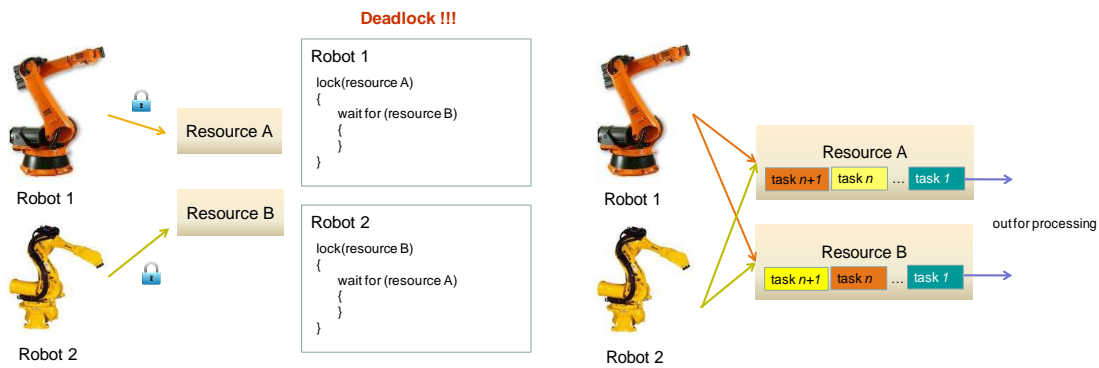 Deadlock !!!
Robot 1
lock(resource A)
{
wait for (resource B)
{
}
}
Resource A
Robot 1
Resource B
Robot 2
lock(resource B)
{
wait for (resource A)
{
}
}
Robot 2
Robot 1
Resource A
task n+1 task n ... task 1
out for processing
Resource B
task n+1 task n ... task 1
Robot 2